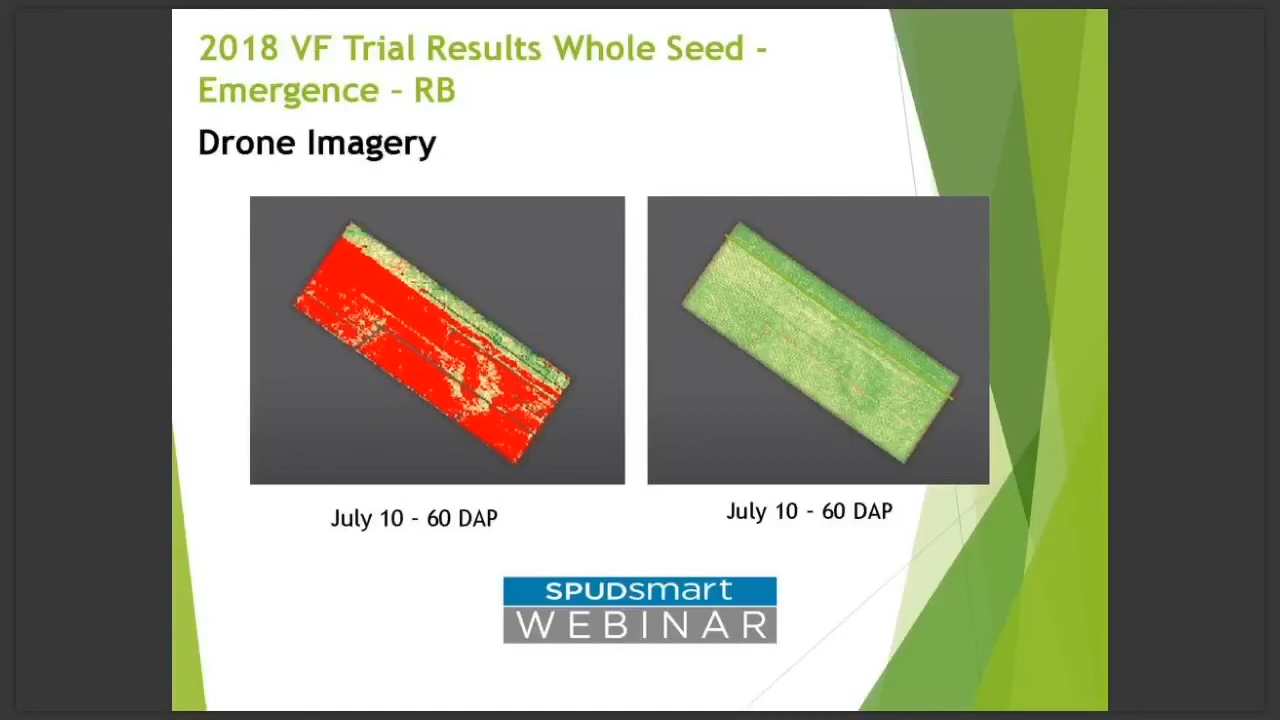 2018 VF Trial Results Whole Seed -
Emergence – RB
Drone Imagery
July 10 – 60 DAP
July 10 – 60 DAP
SPUDsmart
WEBINAR